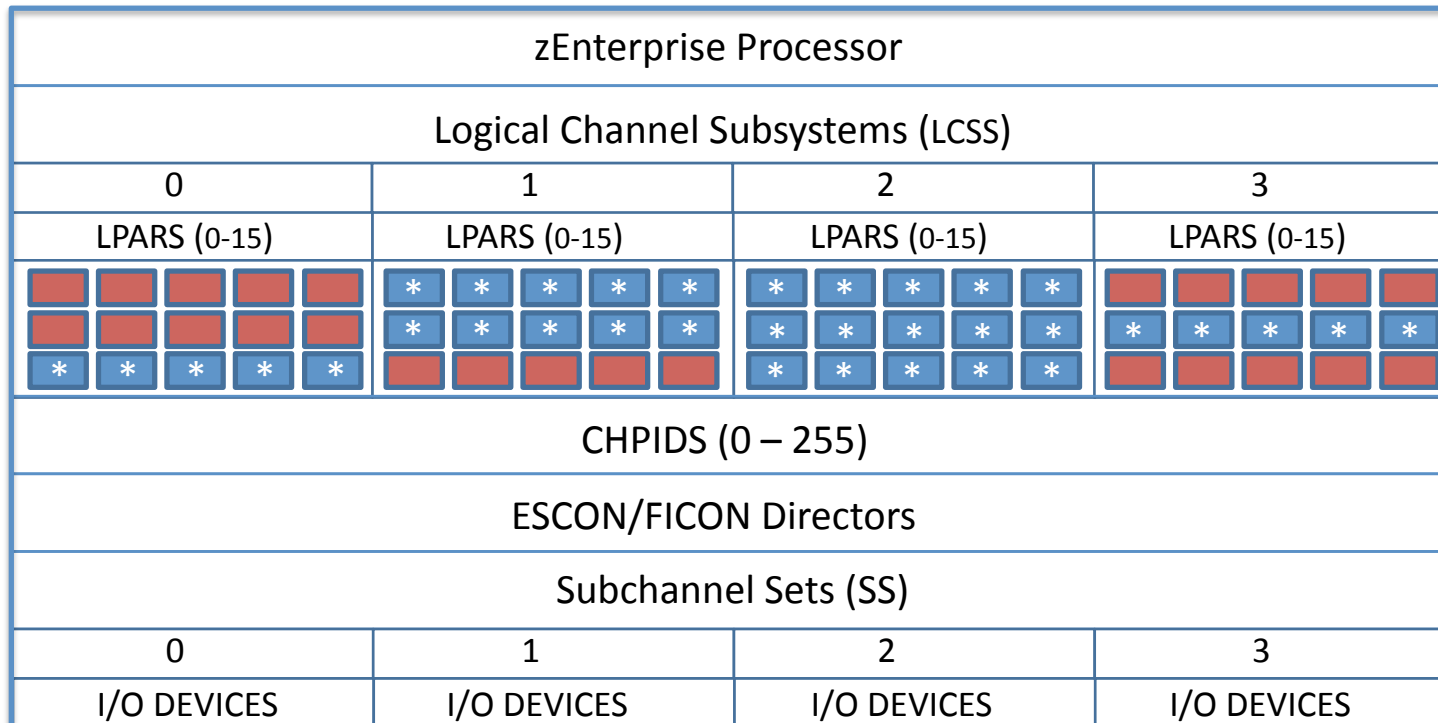 zEnterprise Processor
Logical Channel Subsystems (LCSS)
0 1 2 3
LPARS (0-15) LPARS (0-15) LPARS (0-15) LPARS (0-15)
* * * * * * * * * *
* * * * * * * * * * * * * * *
* * * * * * * * * *
CHPIDS (0 – 255)
ESCON/FICON Directors
Subchannel Sets (SS)
0 1 2 3
I/O DEVICES I/O DEVICES I/O DEVICES I/O DEVICES